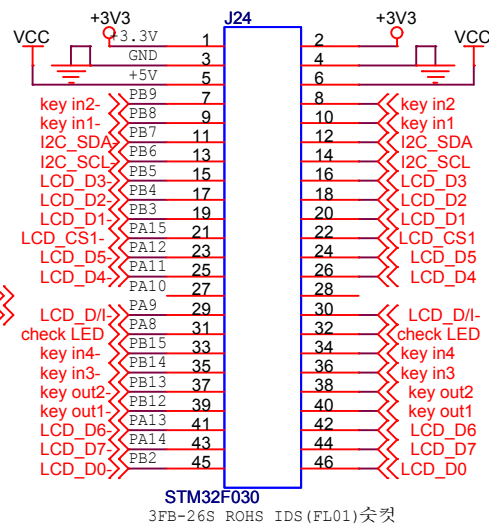 +3V3 J24 +3V3
VCC +3.3V 1 2 VCC
GND 3 4
+5V 5 6
key in2- PB9 7 8 key in2
key in1- PB8 9 10 key in1
I2C_SDA- PB7 11 12 I2C_SDA
I2C_SCL- PB6 13 14 I2C_SCL
LCD_D3- PB5 15 16 LCD_D3
LCD_D2- PB4 17 18 LCD_D2
LCD_D1- PB3 19 20 LCD_D1
LCD_CS1- PA15 21 22 LCD_CS1
LCD_D5- PA12 23 24 LCD_D5
LCD_D4- PA11 25 26 LCD_D4
PA10 27 28
LCD_D/I- PA9 29 30 LCD_D/I-
check LED PA8 31 32 check LED
key in4- PB15 33 34 key in4
key in3- PB14 35 36 key in3
key out2- PB13 37 38 key out2
key out1- PB12 39 40 key out1
LCD_D6- PA13 41 42 LCD_D6
LCD_D7- PA14 43 44 LCD_D7
LCD_D0- PB2 45 46 LCD_D0
STM32F030
3FB-26S ROHS IDS(FL01)숫컷